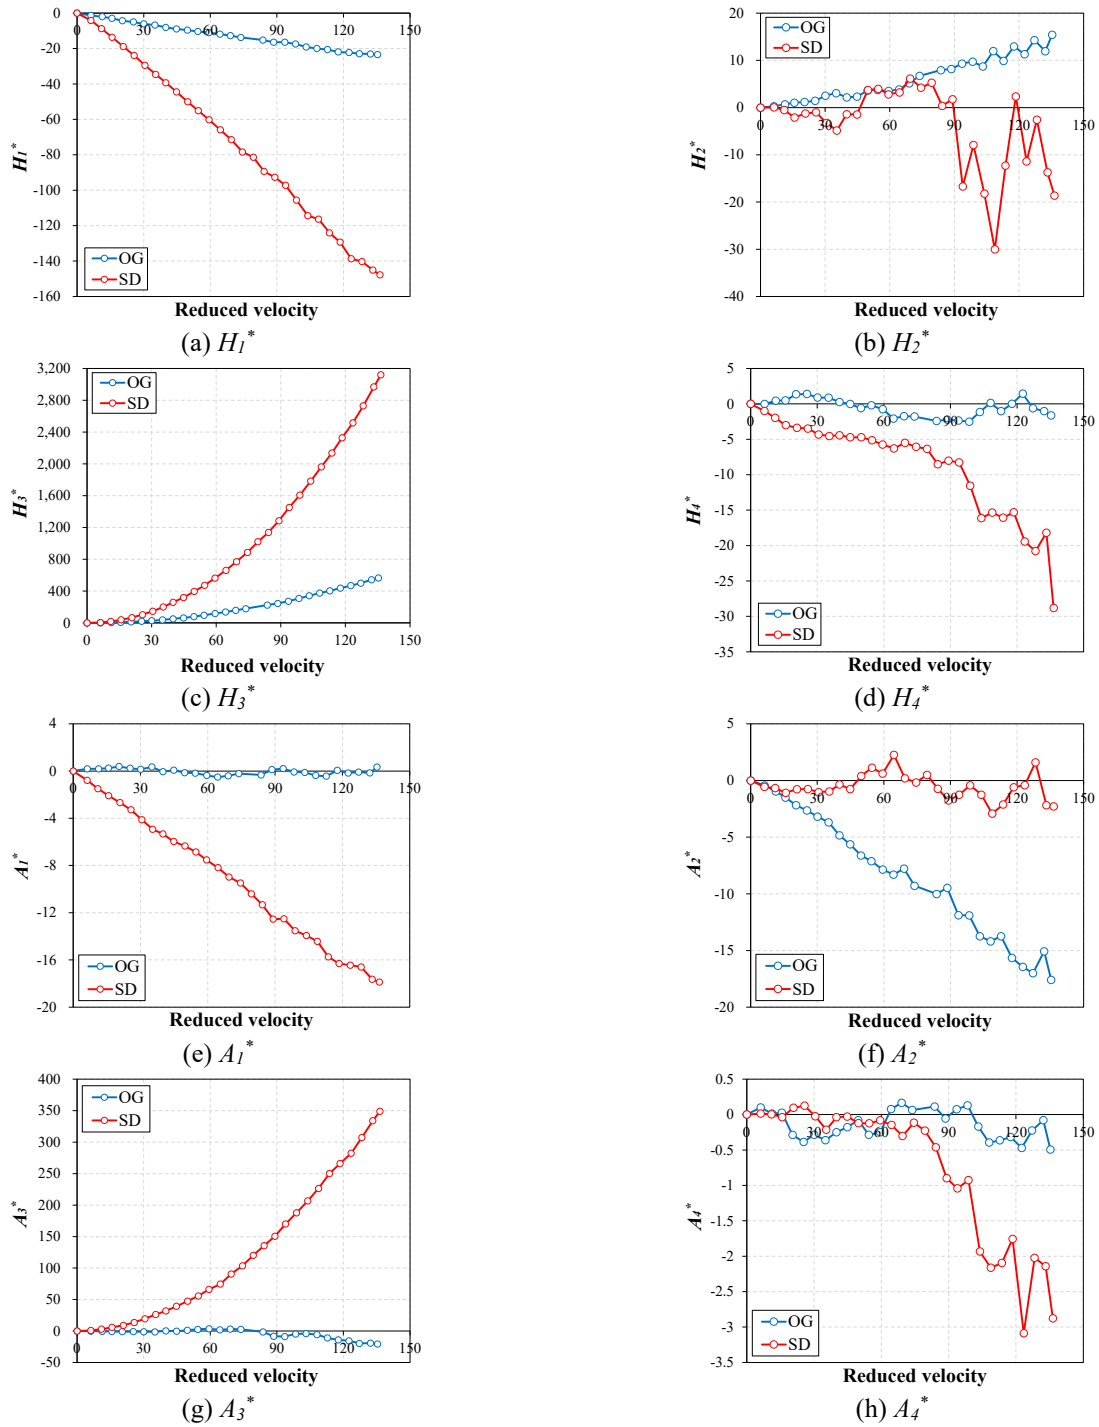 0
-20
-40
-60
-80
-100
-120
-140
-160
0 30 60 90 120 150
H1*
OG
SD
Reduced velocity
(a) H1*
20
10
0
-10
-20
-30
-40
0 30 60 90 120 150
H2*
OG
SD
Reduced velocity
(b) H2*
3,200
2,800
2,400
2,000
1,600
1,200
800
400
0
0 30 60 90 120 150
H3*
OG
SD
Reduced velocity
(c) H3*
5
0
-5
-10
-15
-20
-25
-30
-35
0 30 60 90 120 150
H4*
OG
SD
Reduced velocity
(d) H4*
4
0
-4
-8
-12
-16
-20
0 30 60 90 120 150
A1*
OG
SD
Reduced velocity
(e) A1*
5
0
-5
-10
-15
-20
0 30 60 90 120 150
A2*
OG
SD
Reduced velocity
(f) A2*
400
350
300
250
200
150
100
50
0
-50
0 30 60 90 120 150
A3*
OG
SD
Reduced velocity
(g) A3*
0.5
0
-0.5
-1
-1.5
-2
-2.5
-3
-3.5
0 30 60 90 120 150
A4*
OG
SD
Reduced velocity
(h) A4*